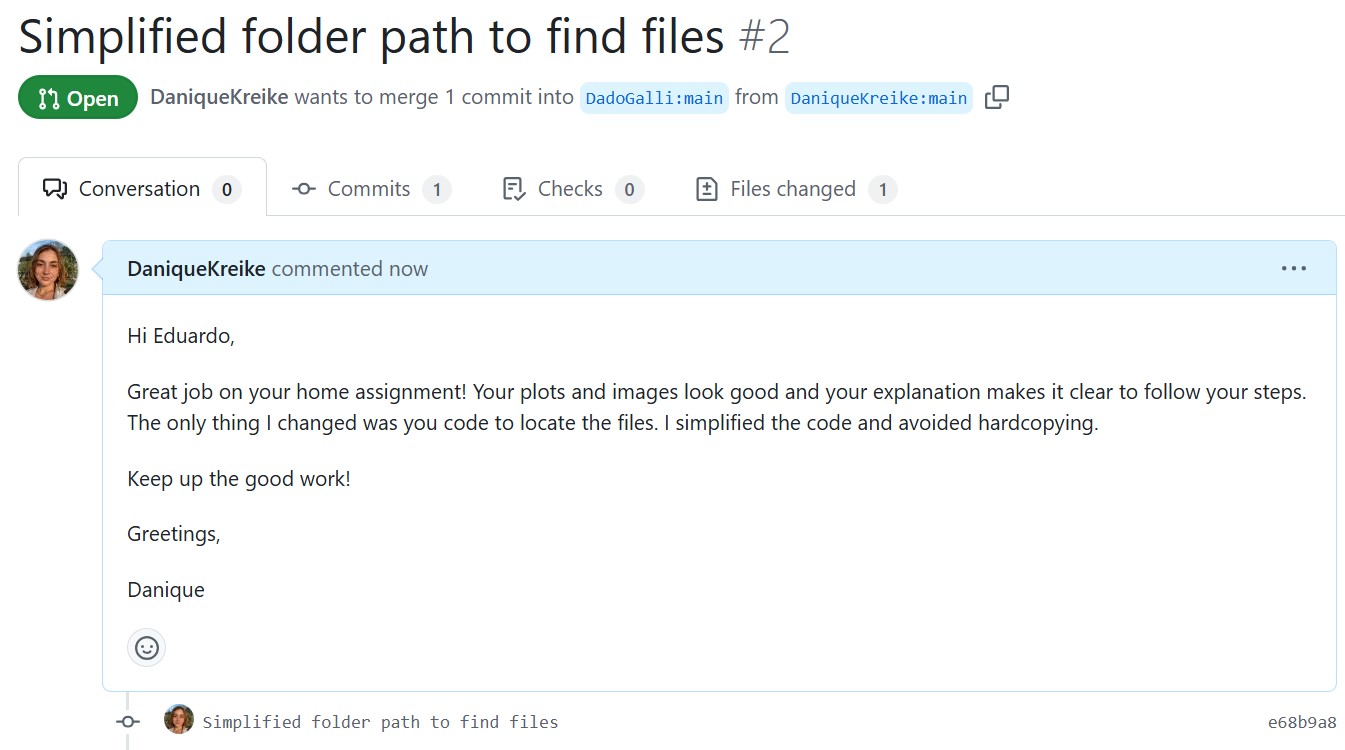 Simplified folder path to find files #2
Open DaniqueKreike wants to merge 1 commit into DadoGalli:main from DaniqueKreike:main
Conversation 0 Commits 1 Checks 0 Files changed 1
DaniqueKreike commented now
Hi Eduardo,
Great job on your home assignment! Your plots and images look good and your explanation makes it clear to follow your steps.
The only thing I changed was you code to locate the files. I simplified the code and avoided hardcopying.
Keep up the good work!
Greetings,
Danique
Simplified folder path to find files e68b9a8